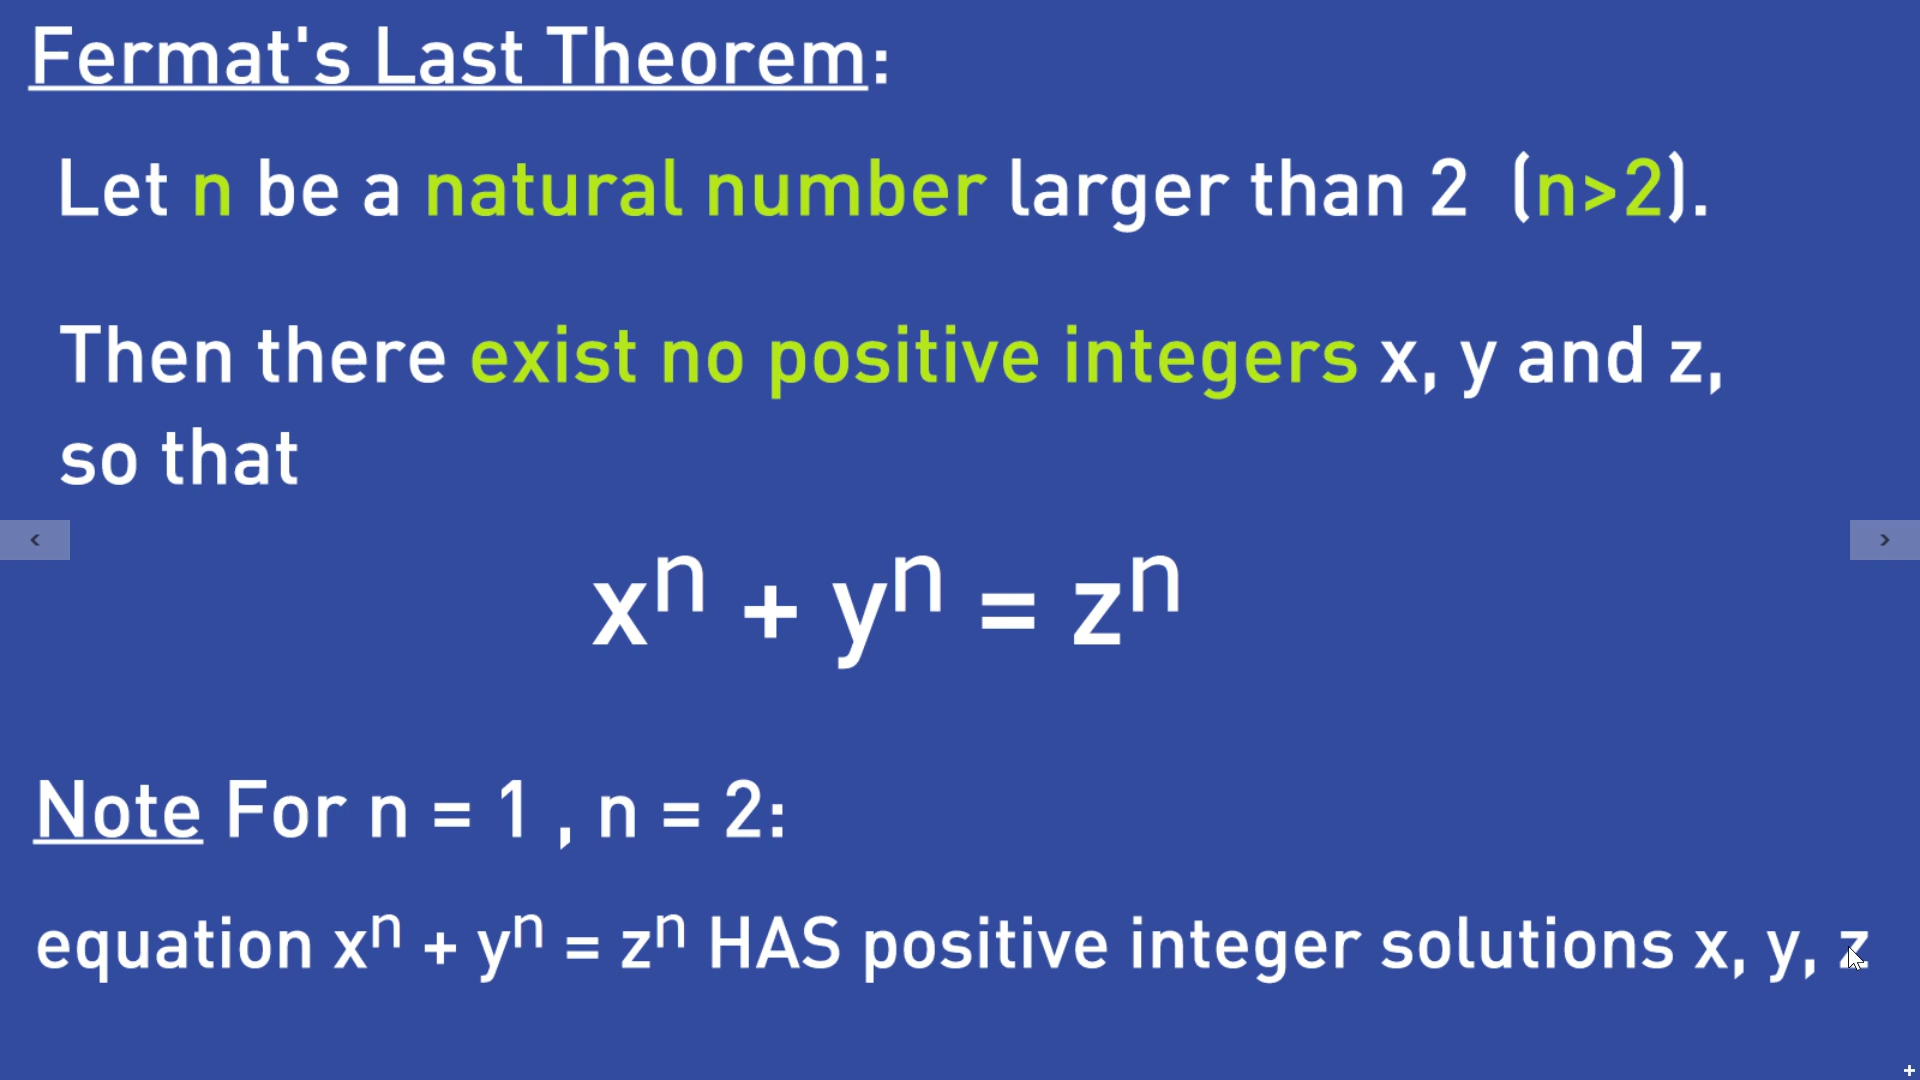 Fermat's Last Theorem:
Let n be a natural number larger than 2 (n>2).
Then there exist no positive integers x, y and z,
so that
< >
xⁿ + yⁿ = zⁿ
Note For n = 1 , n = 2:
equation xⁿ + yⁿ = zⁿ HAS positive integer solutions x, y, z
+